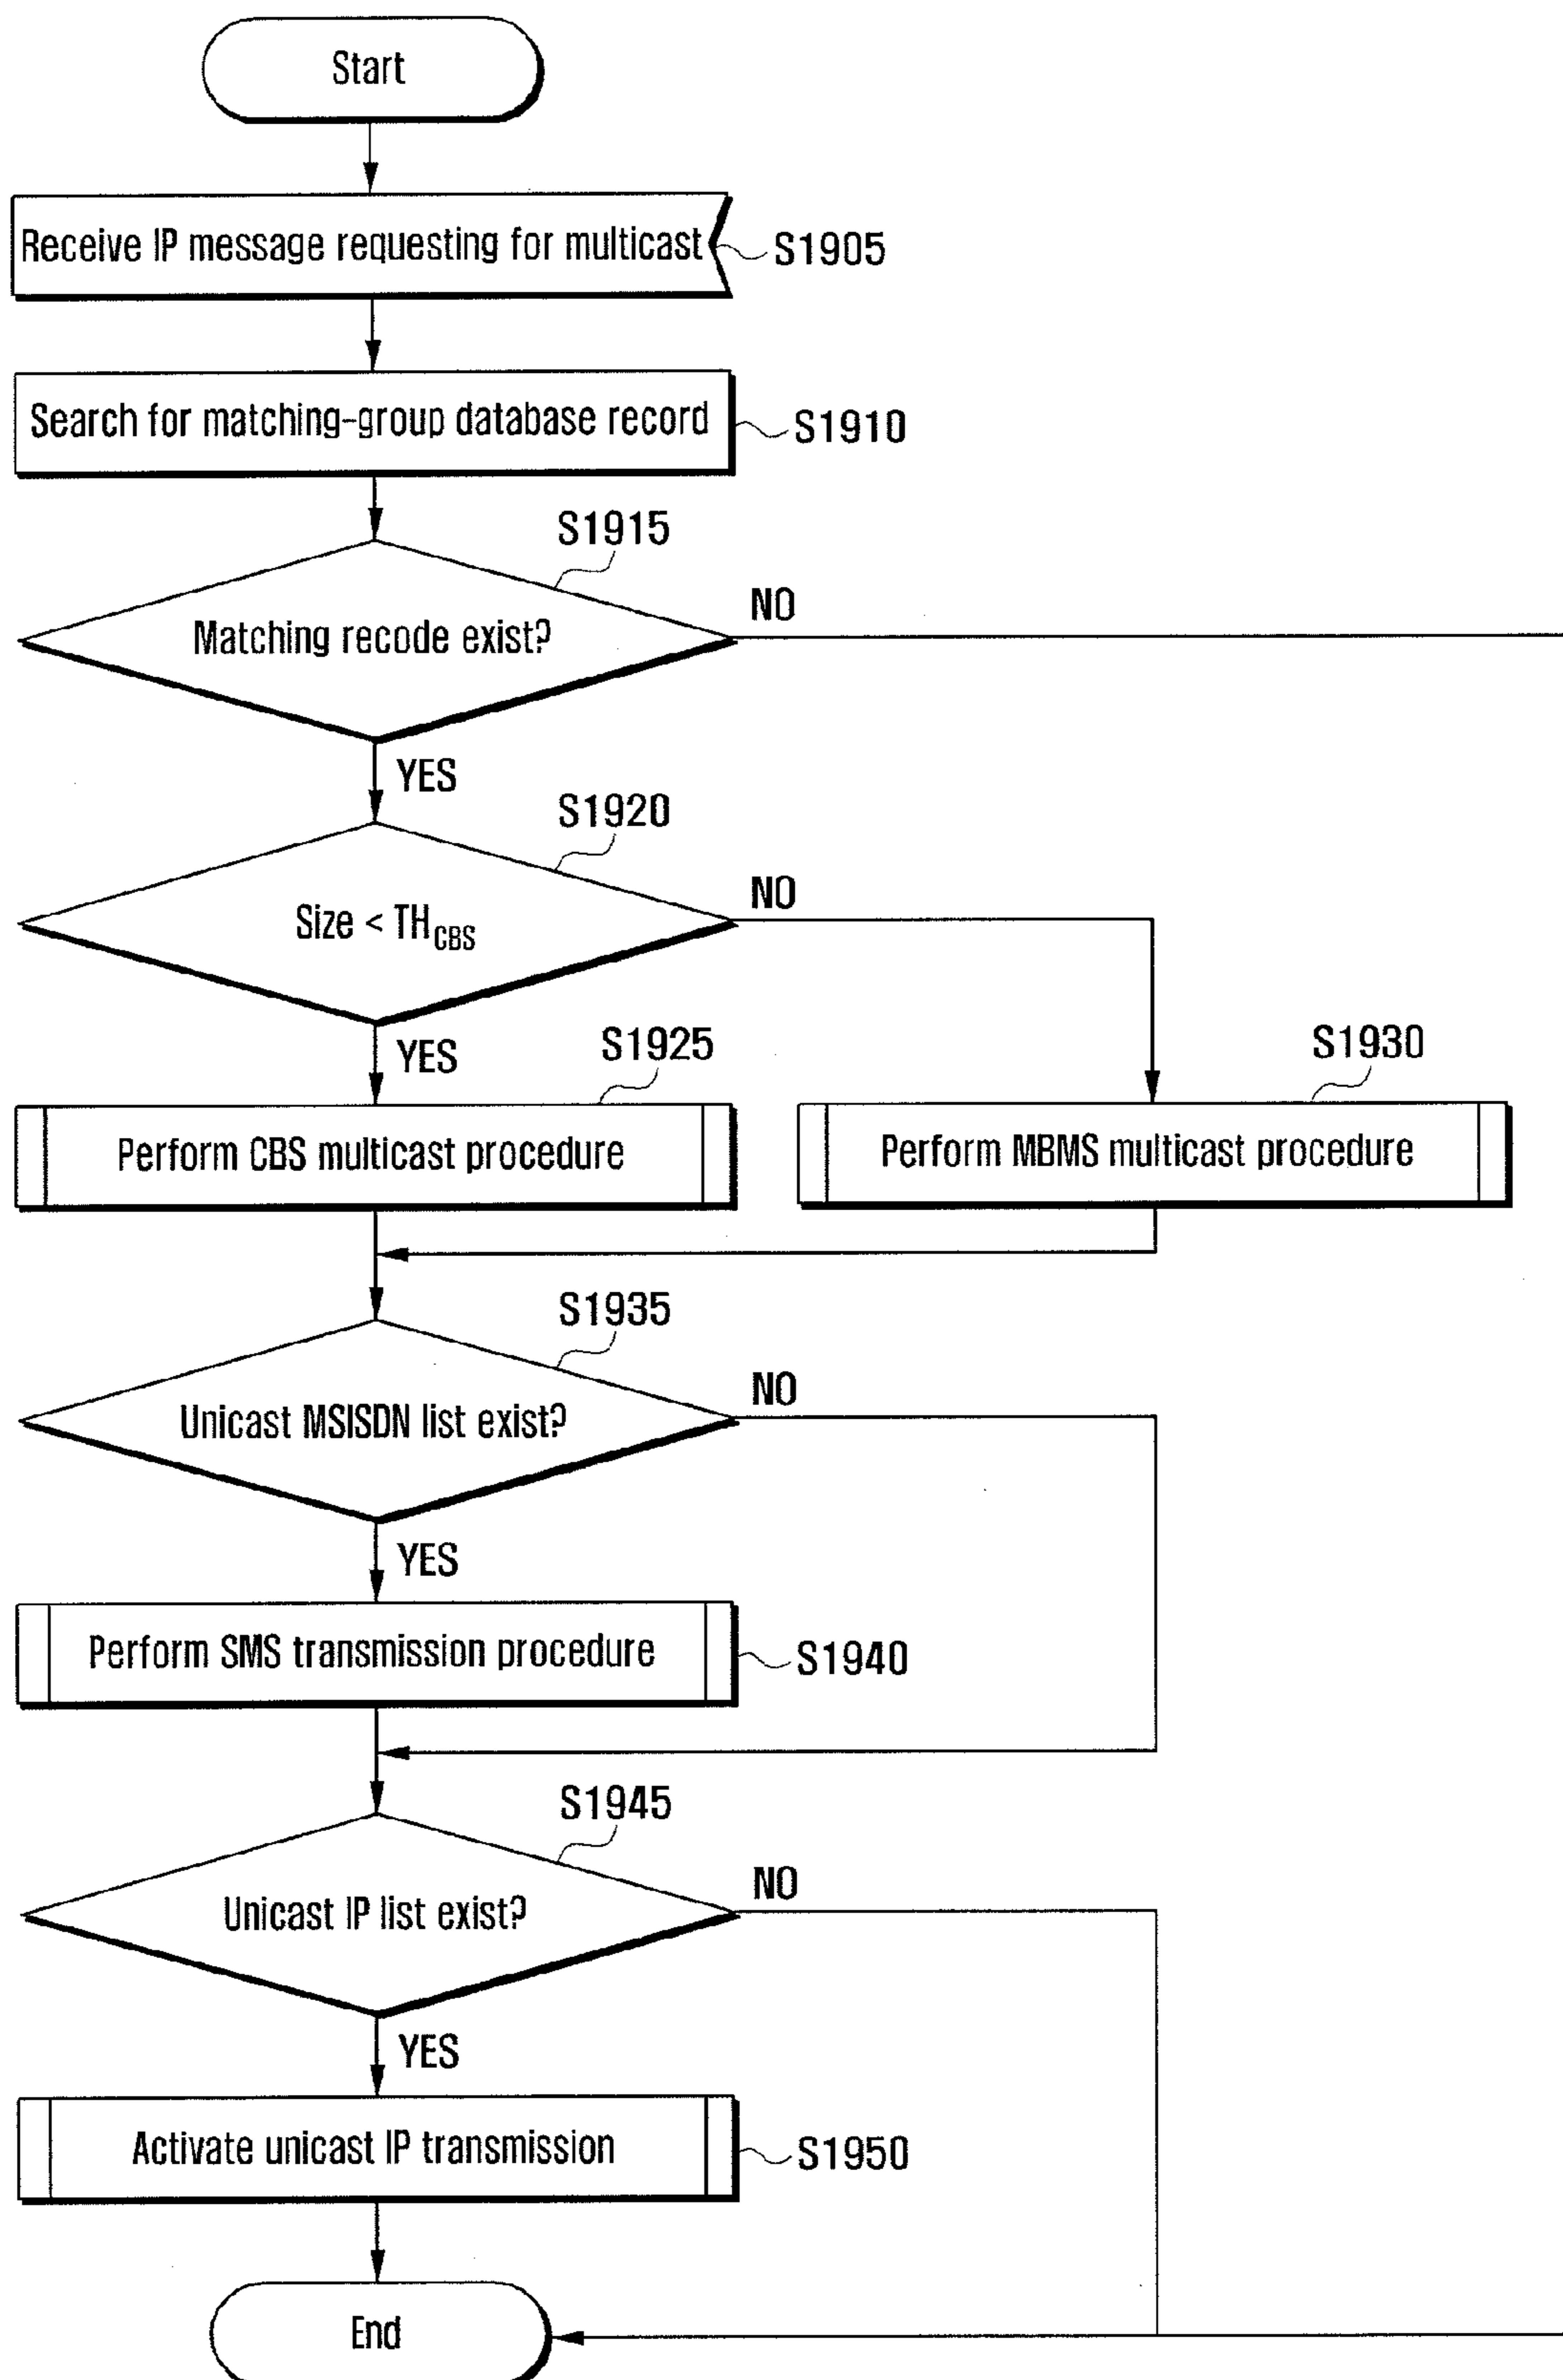 Start
Receive IP message requesting for multicast
S1905
Search for matching-group database record
S1910
S1915
Matching recode exist?
NO
YES
S1920
Size < TH_CBS
NO
YES
S1925
Perform CBS multicast procedure
S1930
Perform MBMS multicast procedure
S1935
Unicast MSISDN list exist?
NO
YES
Perform SMS transmission procedure
S1940
S1945
Unicast IP list exist?
NO
YES
Activate unicast IP transmission
S1950
End